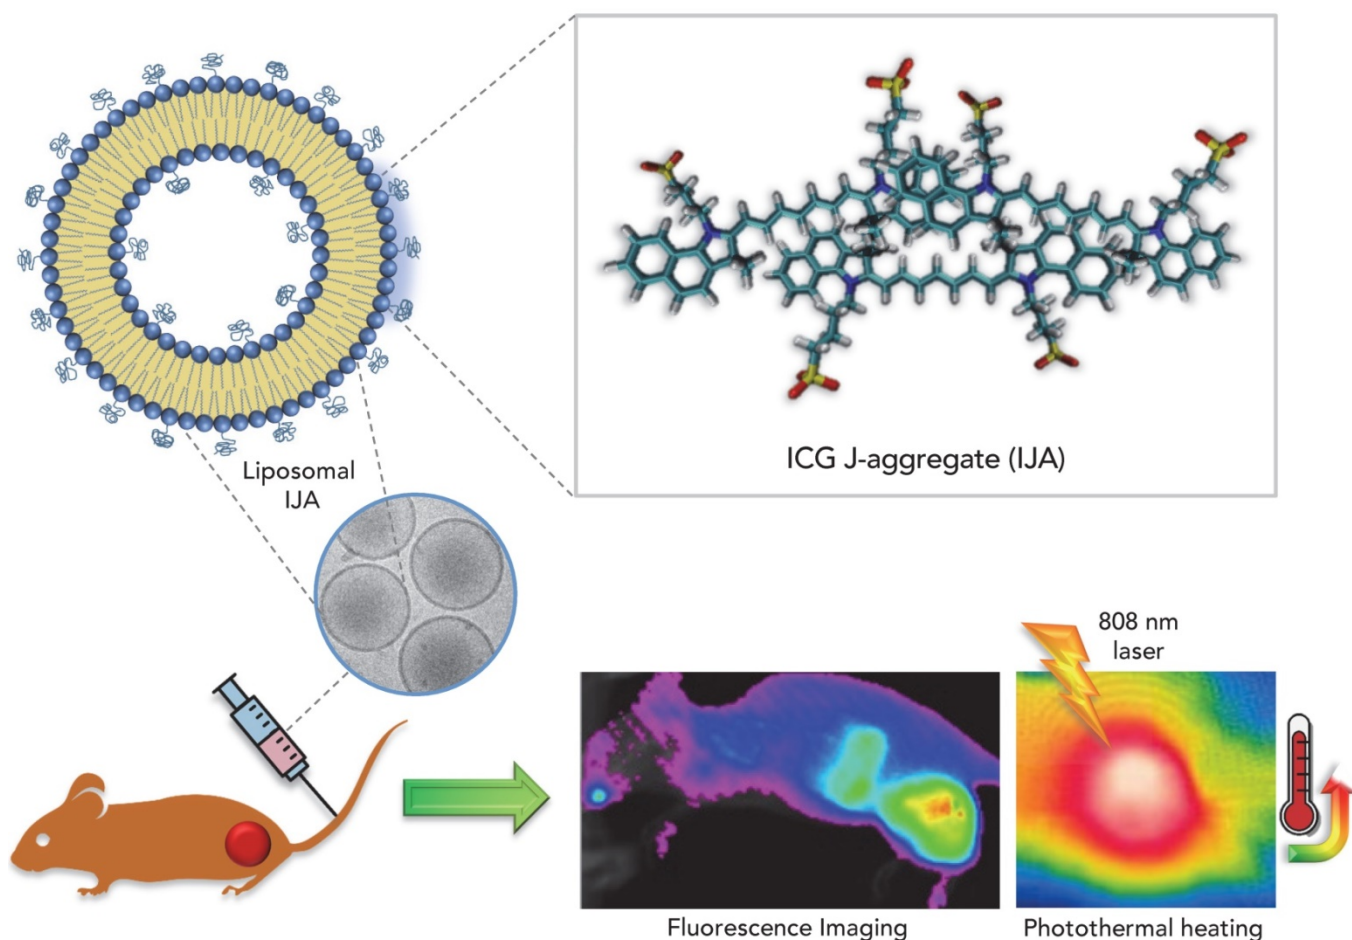 ICG J-aggregate (IJA)
Liposomal
IJA
808 nm
laser
Fluorescence Imaging
Photothermal heating